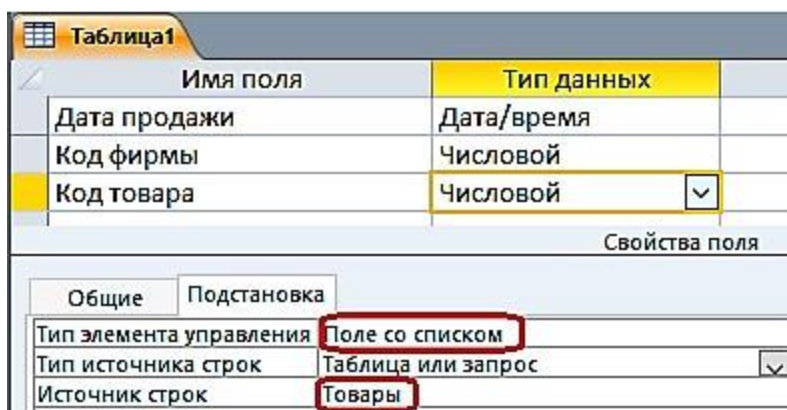 Таблица1
Имя поля Тип данных
Дата продажи Дата/время
Код фирмы Числовой
Код товара Числовой
Свойства поля
Общие Подстановка
Тип элемента управления Поле со списком
Тип источника строк Таблица или запрос
Источник строк Товары